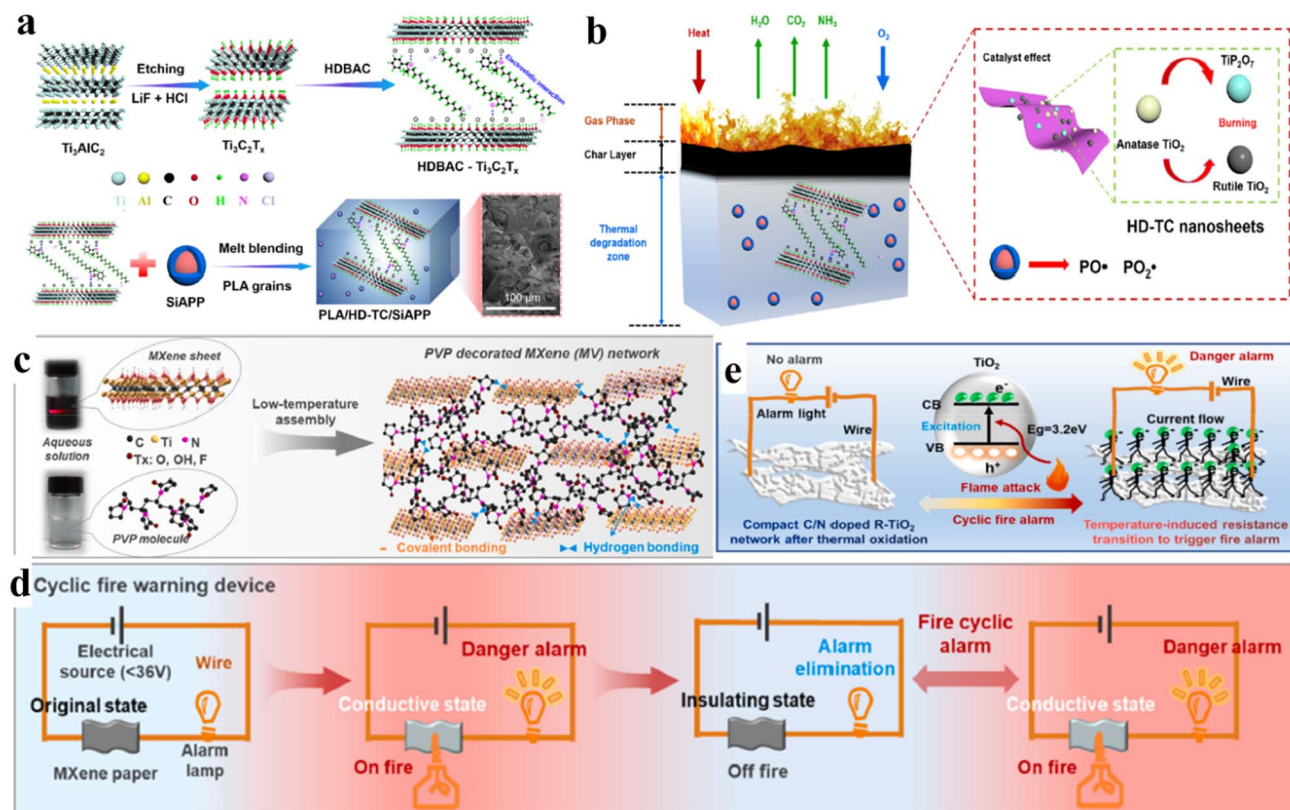 a
Etching
LiF + HCl
HDBAC
Electrostatic interaction
Ti₃AlC₂
Ti₃C₂Tₓ
HDBAC - Ti₃C₂Tₓ
Ti Al C O H N Cl
SiAPP
Melt blending
PLA grains
PLA/HD-TC/SiAPP
100 μm
b
Heat
H₂O
CO₂
NH₃
O₂
Gas Phase
Char Layer
Thermal
degradation
zone
Catalyst effect
TiP₂O₇
Burning
Anatase TiO₂
Rutile TiO₂
HD-TC nanosheets
PO• PO₂•
c
MXene sheet
Aqueous
solution
C Ti N
Tx: O, OH, F
PVP molecule
Low-temperature
assembly
PVP decorated MXene (MV) network
- Covalent bonding
Hydrogen bonding
e
No alarm
Alarm light
Wire
TiO₂
e⁻
CB
Excitation
Eg=3.2eV
VB
h⁺
Flame attack
Cyclic fire alarm
Danger alarm
Wire
Current flow
e⁻
e⁻
Compact C/N doped R-TiO₂
network after thermal oxidation
Temperature-induced resistance
transition to trigger fire alarm
d
Cyclic fire warning device
Electrical
source (<36V)
Wire
Original state
MXene paper
Alarm
lamp
Danger alarm
Conductive state
On fire
Alarm
elimination
Insulating state
Off fire
Fire cyclic
alarm
Danger alarm
Conductive state
On fire